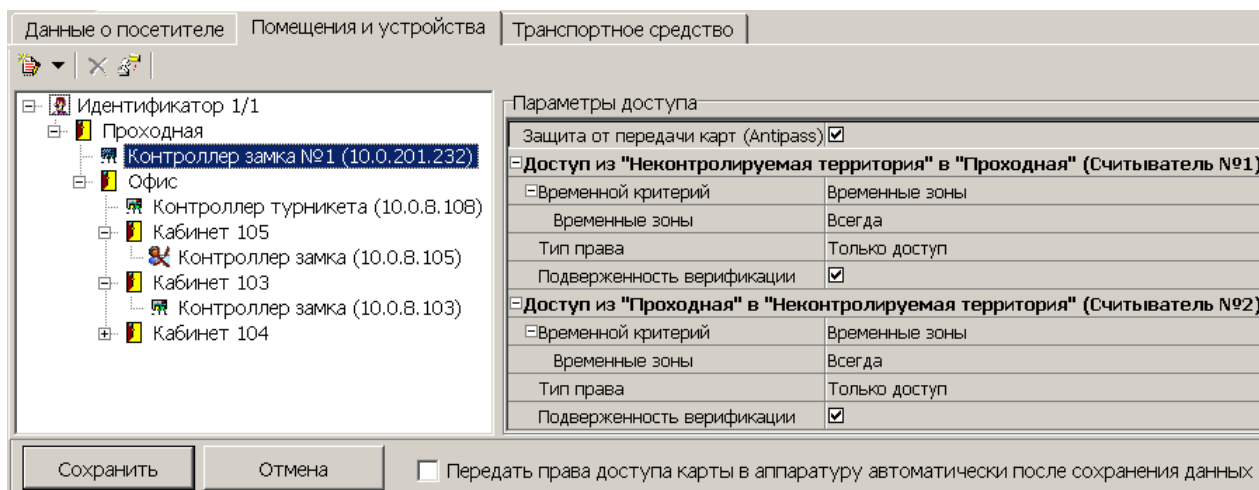 Данные о посетителе Помещения и устройства Транспортное средство
Идентификатор 1/1
Проходная
Контроллер замка №1 (10.0.201.232)
Офис
Контроллер турникета (10.0.8.108)
Кабинет 105
Контроллер замка (10.0.8.105)
Кабинет 103
Контроллер замка (10.0.8.103)
Кабинет 104
Параметры доступа
Защита от передачи карт (Antipass)
Доступ из "Неконтролируемая территория" в "Проходная" (Считыватель №1)
Временной критерий Временные зоны
Временные зоны Всегда
Тип права Только доступ
Подверженность верификации
Доступ из "Проходная" в "Неконтролируемая территория" (Считыватель №2)
Временной критерий Временные зоны
Временные зоны Всегда
Тип права Только доступ
Подверженность верификации
Сохранить Отмена Передать права доступа карты в аппаратуру автоматически после сохранения данных